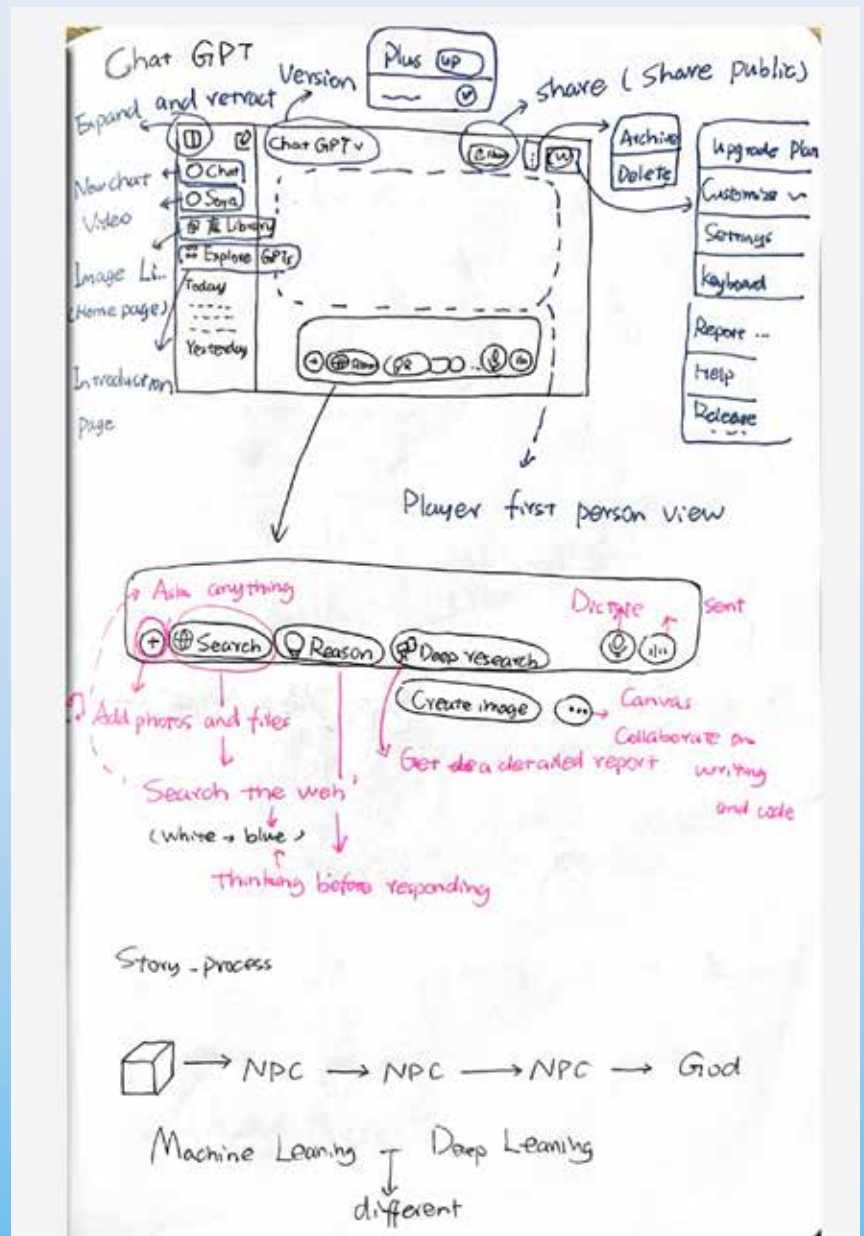 Chat GPT
Version
Plus up
share (share public)
Expand and retract
Chat GPT
Share
Archive
Delete
Upgrade Plan
Customize
Settings
keyboard
Report ...
Help
Release
New chat
Chat
Video
Sora
Library
Explore GPTs
Image Li..
(Home page)
Today
Yesterday
Introduction
page
Player first person view
Ask anything
Dictate
sent
+ Search
Reason
Deep research
Create image
...
Canvas
Collaborate on
writing
and code
Add photos and files
Get a detailed report
Search the web
(white → blue)
Thinking before responding
Story - process
→ NPC → NPC → NPC → God
Machine Leaning Deep Leaning
different